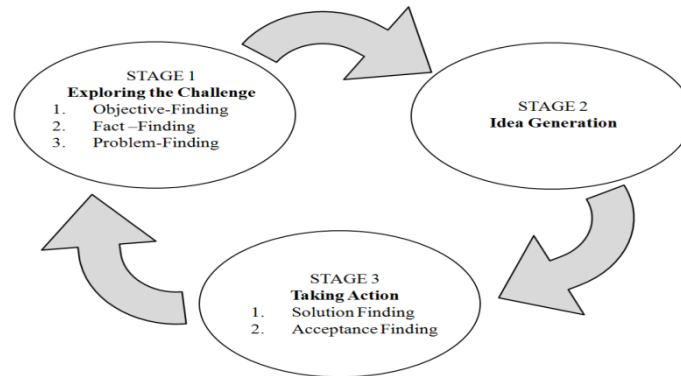 STAGE 1
Exploring the Challenge
1. Objective-Finding
2. Fact –Finding
3. Problem-Finding
STAGE 2
Idea Generation
STAGE 3
Taking Action
1. Solution Finding
2. Acceptance Finding